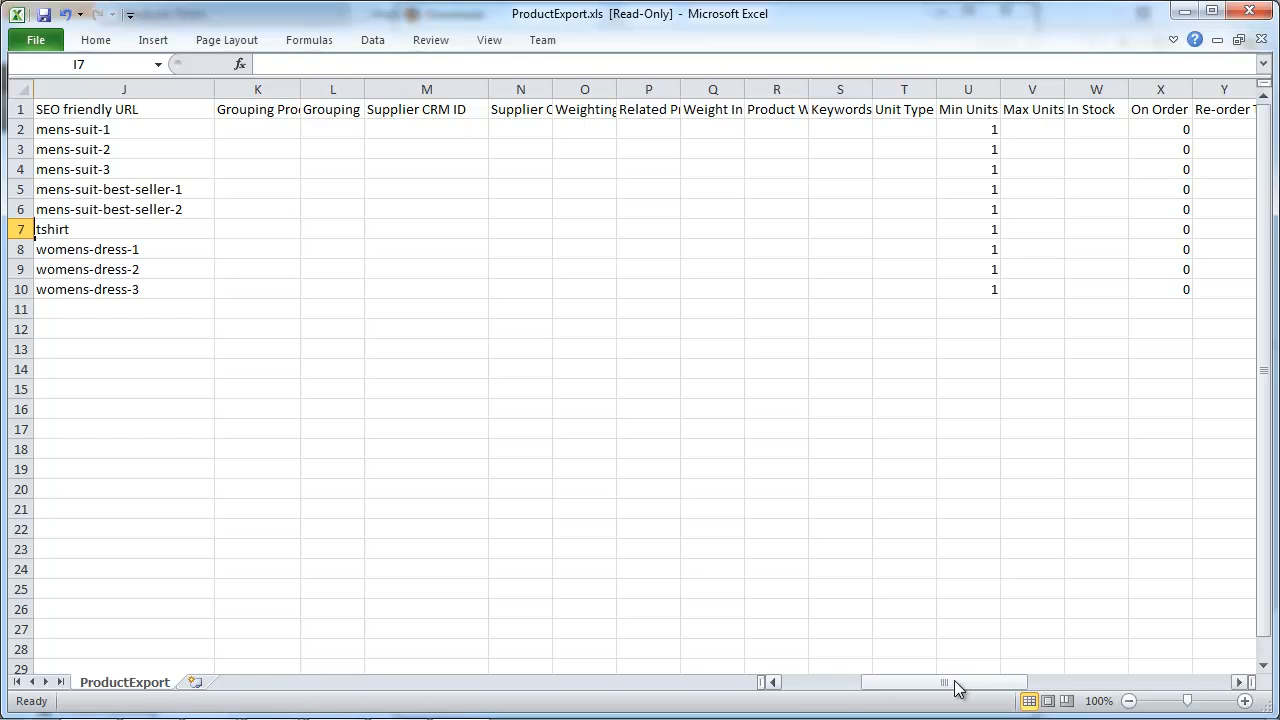 ProductExport.xls [Read-Only] - Microsoft Excel
File Home Insert Page Layout Formulas Data Review View Team
I7 fx
J K L M N O P Q R S T U V W X Y
1 SEO friendly URL Grouping Proc Grouping Supplier CRM ID Supplier C Weighting Related Pr Weight In Product W Keywords Unit Type Min Units Max Units In Stock On Order Re-order T
2 mens-suit-1 1 0
3 mens-suit-2 1 0
4 mens-suit-3 1 0
5 mens-suit-best-seller-1 1 0
6 mens-suit-best-seller-2 1 0
7 tshirt 1 0
8 womens-dress-1 1 0
9 womens-dress-2 1 0
10 womens-dress-3 1 0
11
12
13
14
15
16
17
18
19
20
21
22
23
24
25
26
27
28
29
ProductExport
Ready 100%